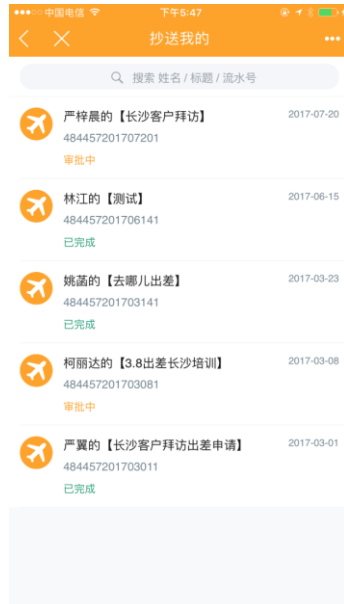 中国电信 下午5:47
抄送我的
搜索 姓名 / 标题 / 流水号
严梓晨的【长沙客户拜访】 2017-07-20
484457201707201
审批中
林江的【测试】 2017-06-15
484457201706141
已完成
姚菡的【去哪儿出差】 2017-03-23
484457201703141
已完成
柯丽达的【3.8出差长沙培训】 2017-03-08
484457201703081
审批中
严翼的【长沙客户拜访出差申请】 2017-03-01
484457201703011
已完成